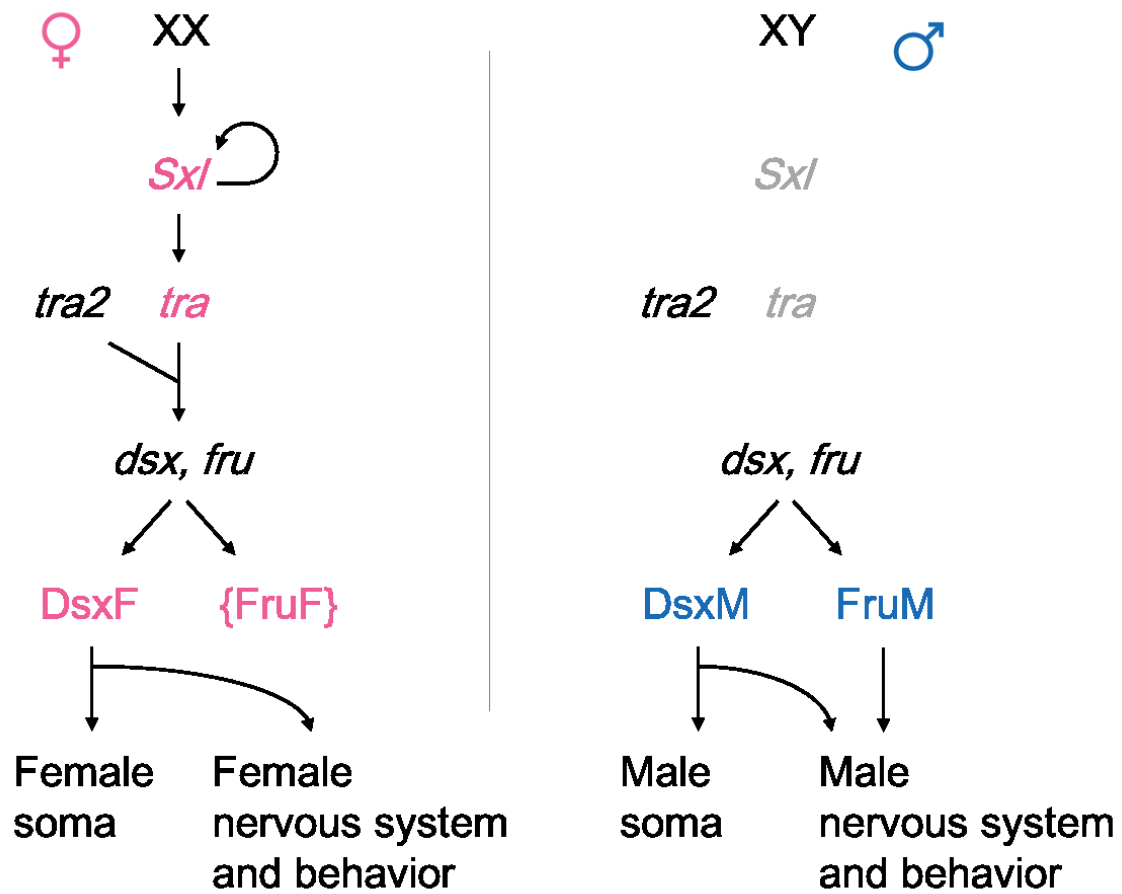 ♀ XX
Sxl
tra2 tra
dsx, fru
DsxF {FruF}
Female
soma
Female
nervous system
and behavior
XY ♂
Sxl
tra2 tra
dsx, fru
DsxM FruM
Male
soma
Male
nervous system
and behavior